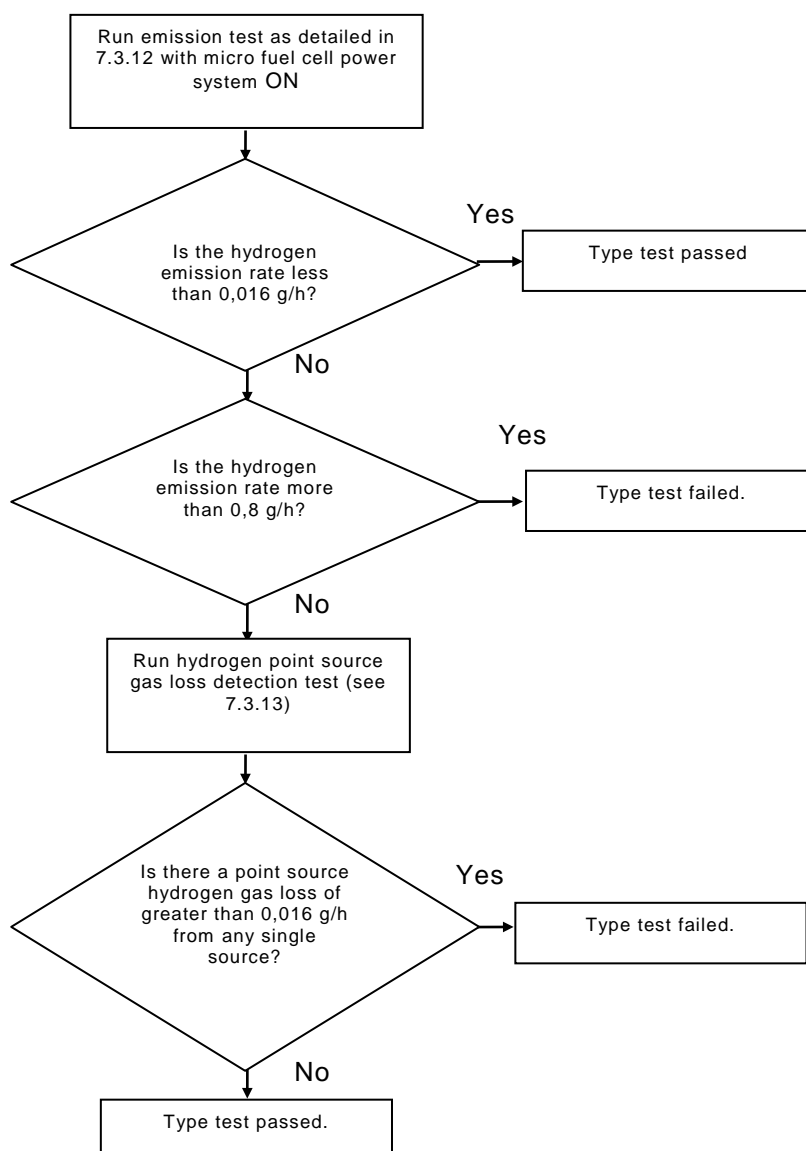 Run emission test as detailed in
7.3.12 with micro fuel cell power
system ON
Is the hydrogen
emission rate less
than 0,016 g/h?
Yes
Type test passed
No
Is the hydrogen
emission rate more
than 0,8 g/h?
Yes
Type test failed.
No
Run hydrogen point source
gas loss detection test (see
7.3.13)
Is there a point source
hydrogen gas loss of
greater than 0,016 g/h
from any single
source?
Yes
Type test failed.
No
Type test passed.